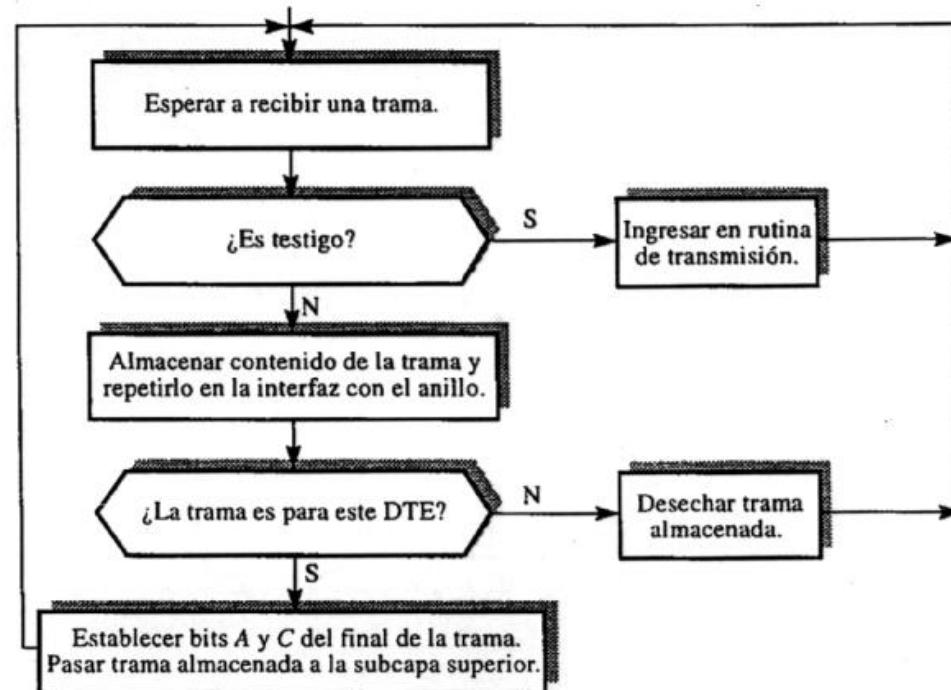 Esperar a recibir una trama.
¿Es testigo?
S
Ingresar en rutina
de transmisión.
N
Almacenar contenido de la trama y
repetirlo en la interfaz con el anillo.
¿La trama es para este DTE?
N
Desechar trama
almacenada.
S
Establecer bits A y C del final de la trama.
Pasar trama almacenada a la subcapa superior.